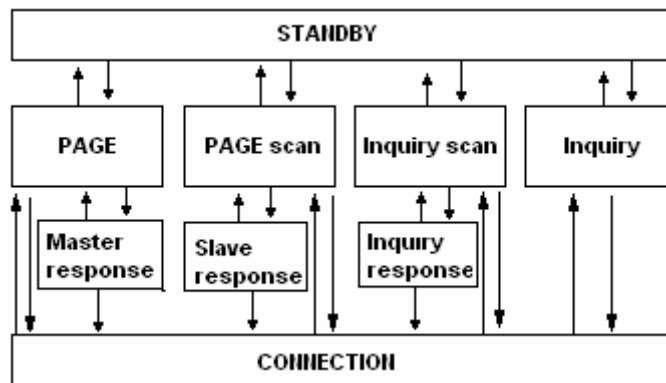 STANDBY
PAGE
PAGE scan
Inquiry scan
Inquiry
Master
response
Slave
response
Inquiry
response
CONNECTION